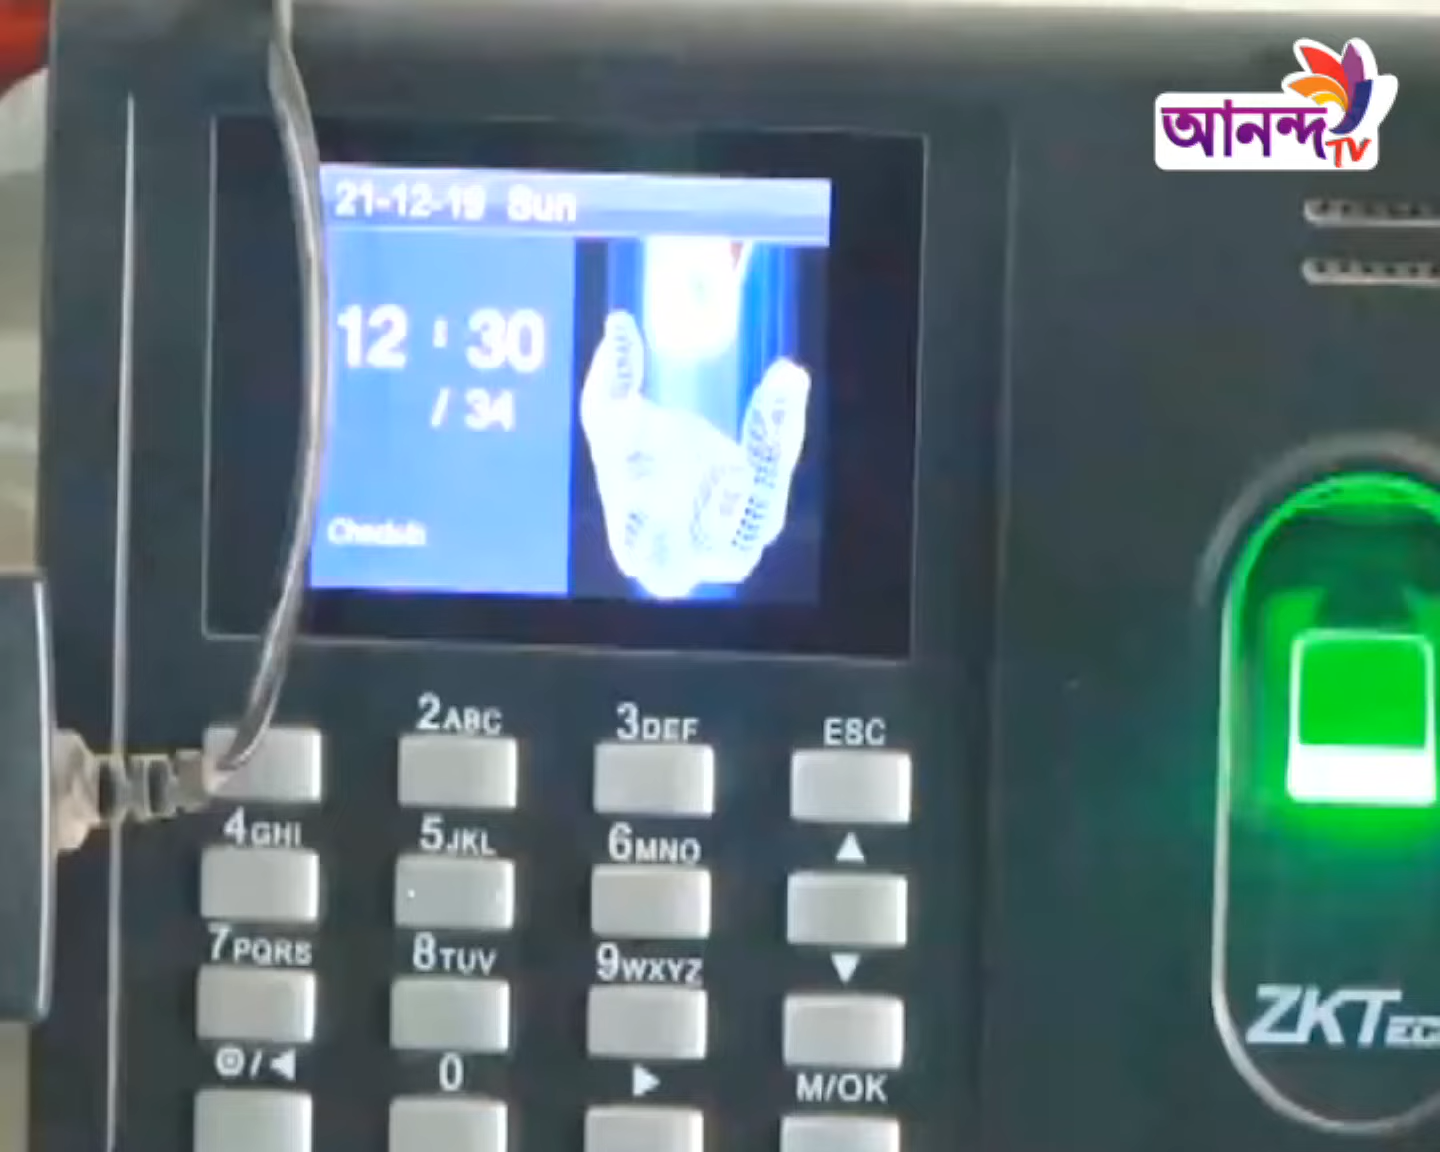 আনন্দ TV
21-12-19 Sun
12 : 30
/ 34
2ABC 3DEF ESC
4GHI 5JKL 6MNO ▲
7PQRS 8TUV 9WXYZ ▼
/◀ 0 ▶ M/OK